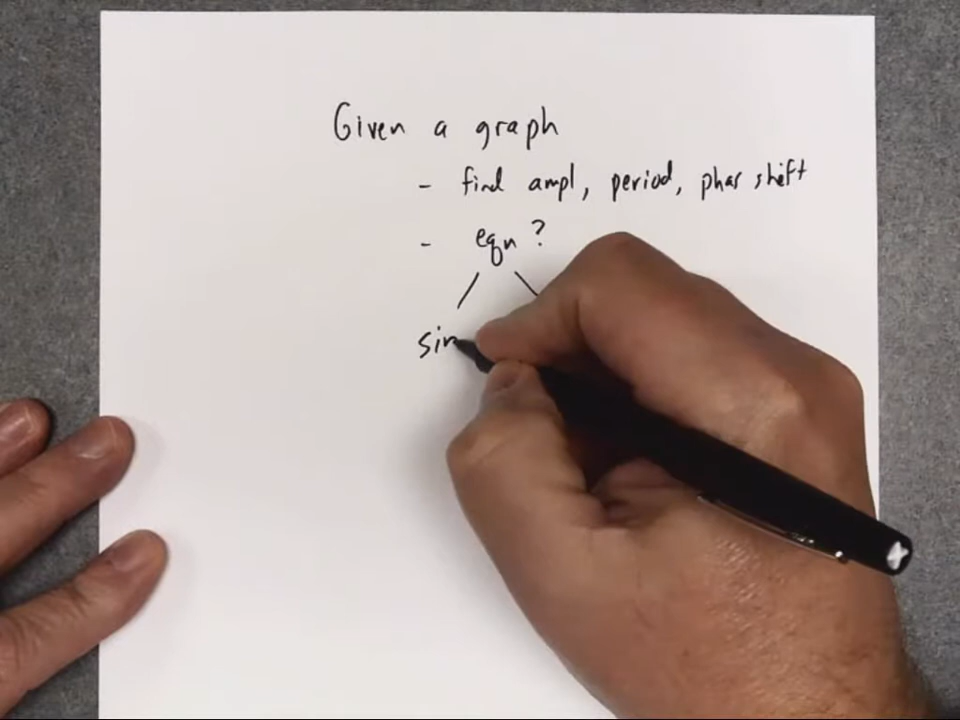 Given a graph
- find ampl, period, phas shift
- eqn ?
sin